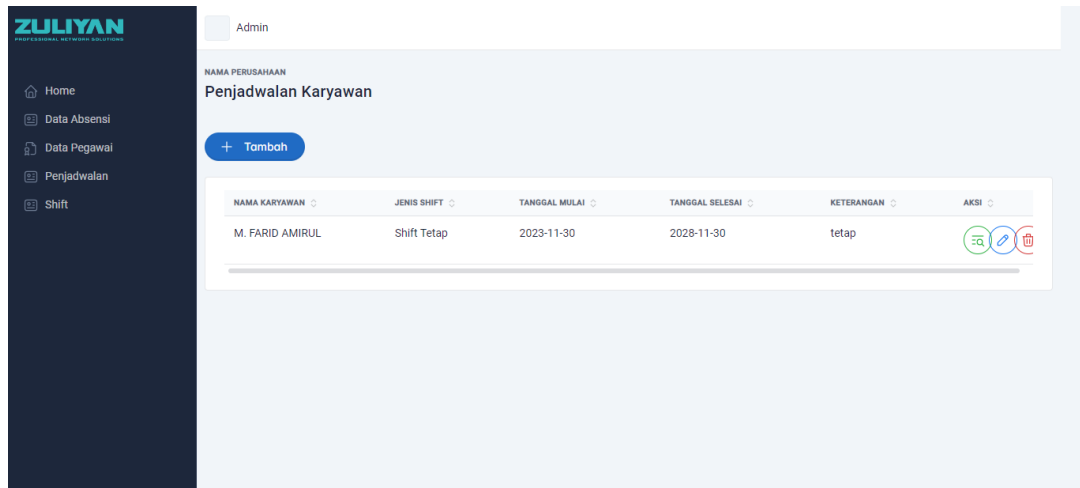 ZULIYAN
PROFESSIONAL NETWORK SOLUTIONS
Admin
Home
Data Absensi
Data Pegawai
Penjadwalan
Shift
NAMA PERUSAHAAN
Penjadwalan Karyawan
+ Tambah
NAMA KARYAWAN JENIS SHIFT TANGGAL MULAI TANGGAL SELESAI KETERANGAN AKSI
M. FARID AMIRUL Shift Tetap 2023-11-30 2028-11-30 tetap